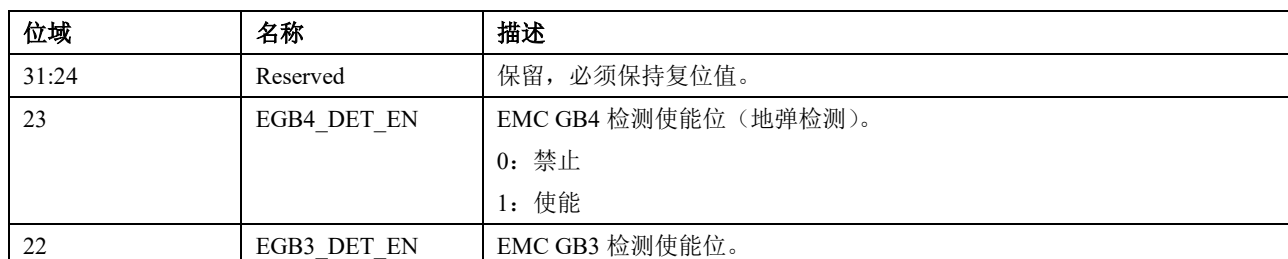 位域 名称 描述
31:24 Reserved 保留，必须保持复位值。
23 EGB4_DET_EN EMC GB4 检测使能位（地弹检测）。
0：禁止
1：使能
22 EGB3_DET_EN EMC GB3 检测使能位。